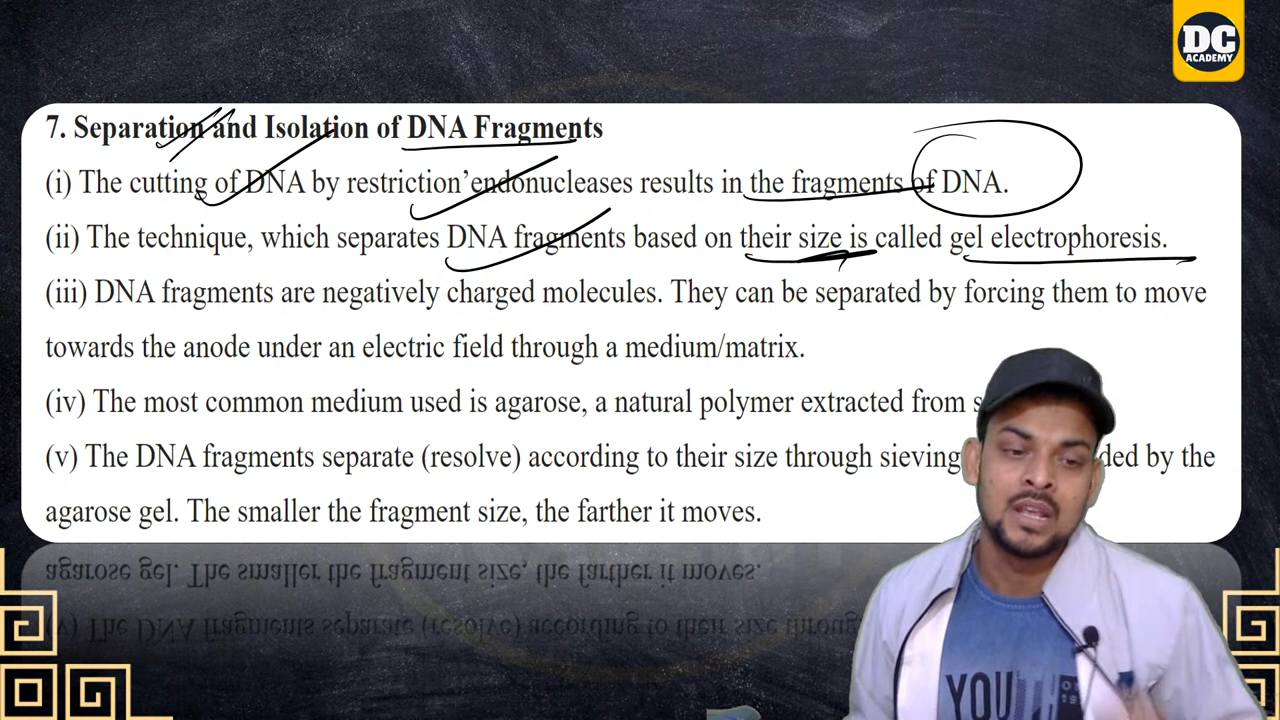 DC
ACADEMY
7. Separation and Isolation of DNA Fragments
(i) The cutting of DNA by restriction’endonucleases results in the fragments of DNA.
(ii) The technique, which separates DNA fragments based on their size is called gel electrophoresis.
(iii) DNA fragments are negatively charged molecules. They can be separated by forcing them to move
towards the anode under an electric field through a medium/matrix.
(iv) The most common medium used is agarose, a natural polymer extracted from
(v) The DNA fragments separate (resolve) according to their size through sieving by the
agarose gel. The smaller the fragment size, the farther it moves.
YOU